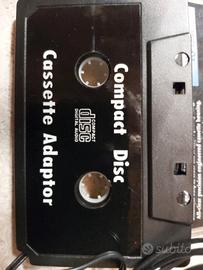 Compact Disc
COMPACT
disc
DIGITAL AUDIO
Cassette Adaptor
subito